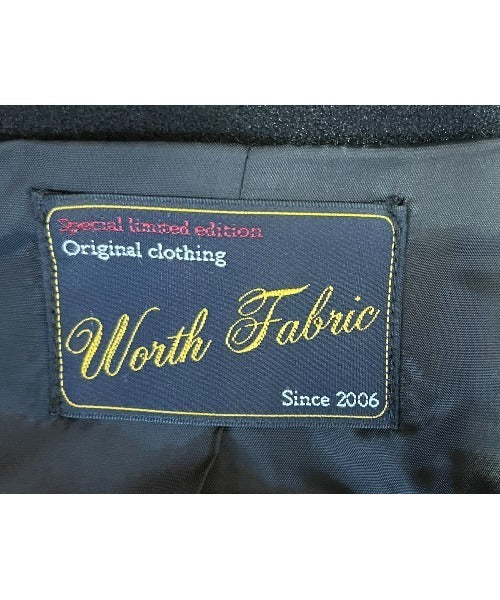 Special limited edition
Original clothing
Worth Fabric
Since 2006